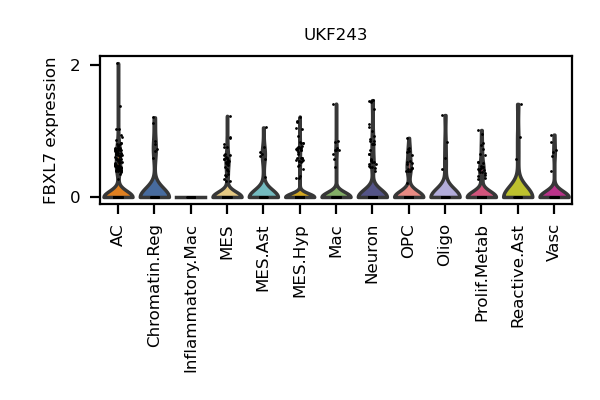 UKF243
FBXL7 expression
2
0
AC
Chromatin.Reg
Inflammatory.Mac
MES
MES.Ast
MES.Hyp
Mac
Neuron
OPC
Oligo
Prolif.Metab
Reactive.Ast
Vasc